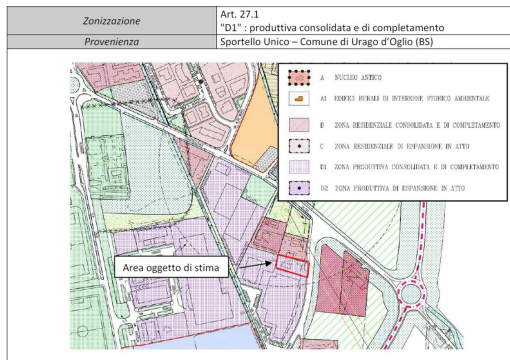 Zonizzazione
Art. 27.1
"D1" : produttiva consolidata e di completamento
Provenienza
Sportello Unico – Comune di Urago d'Oglio (BS)
A NUCLEO ANTICO
A1 EDIFICI RURALI DI INTERESSE STORICO AMBIENTALE
B ZONA RESIDENZIALE CONSOLIDATA E DI COMPLETAMENTO
C ZONA RESIDENZIALE DI ESPANSIONE IN ATTO
D1 ZONA PRODUTTIVA CONSOLIDATA E DI COMPLETAMENTO
D2 ZONA PRODUTTIVA DI ESPANSIONE IN ATTO
Area oggetto di stima